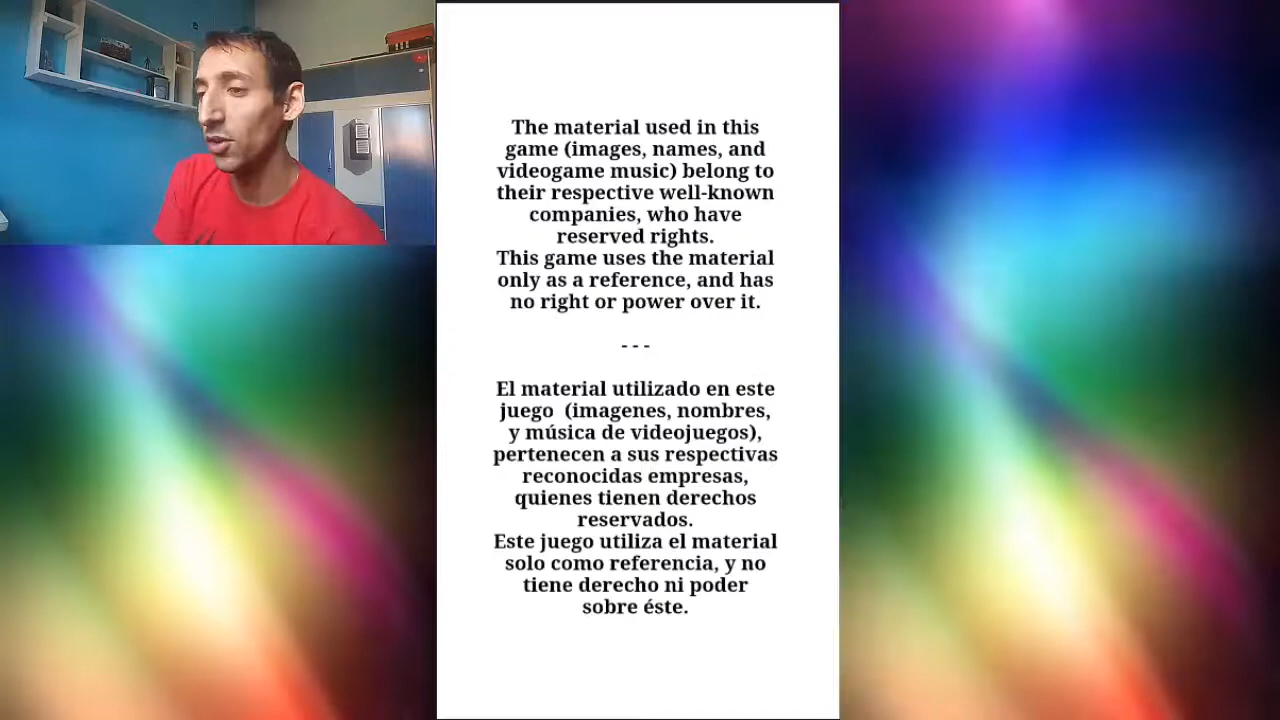 The material used in this
game (images, names, and
videogame music) belong to
their respective well-known
companies, who have
reserved rights.
This game uses the material
only as a reference, and has
no right or power over it.
- - -
El material utilizado en este
juego  (imagenes, nombres,
y música de videojuegos),
pertenecen a sus respectivas
reconocidas empresas,
quienes tienen derechos
reservados.
Este juego utiliza el material
solo como referencia, y no
tiene derecho ni poder
sobre éste.